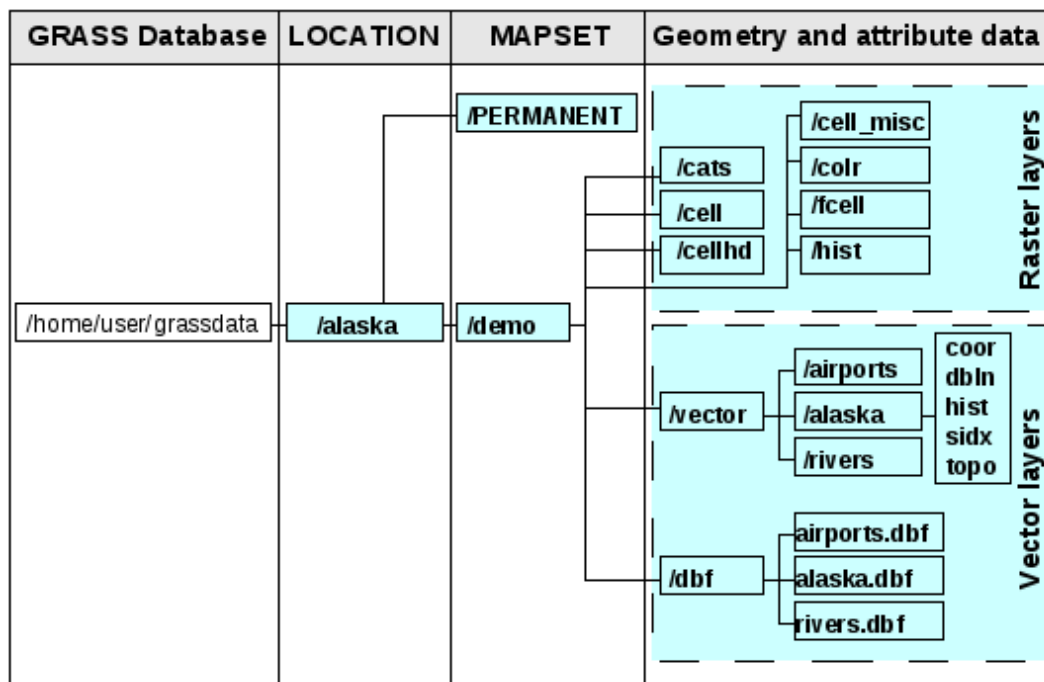 GRASS Database LOCATION MAPSET Geometry and attribute data
/home/user/grassdata
/alaska
/PERMANENT
/demo
/cats
/cell
/cellhd
/cell_misc
/colr
/fcell
/hist
Raster layers
/vector
/airports
/alaska
/rivers
coor
dbln
hist
sidx
topo
/dbf
airports.dbf
alaska.dbf
rivers.dbf
Vector layers